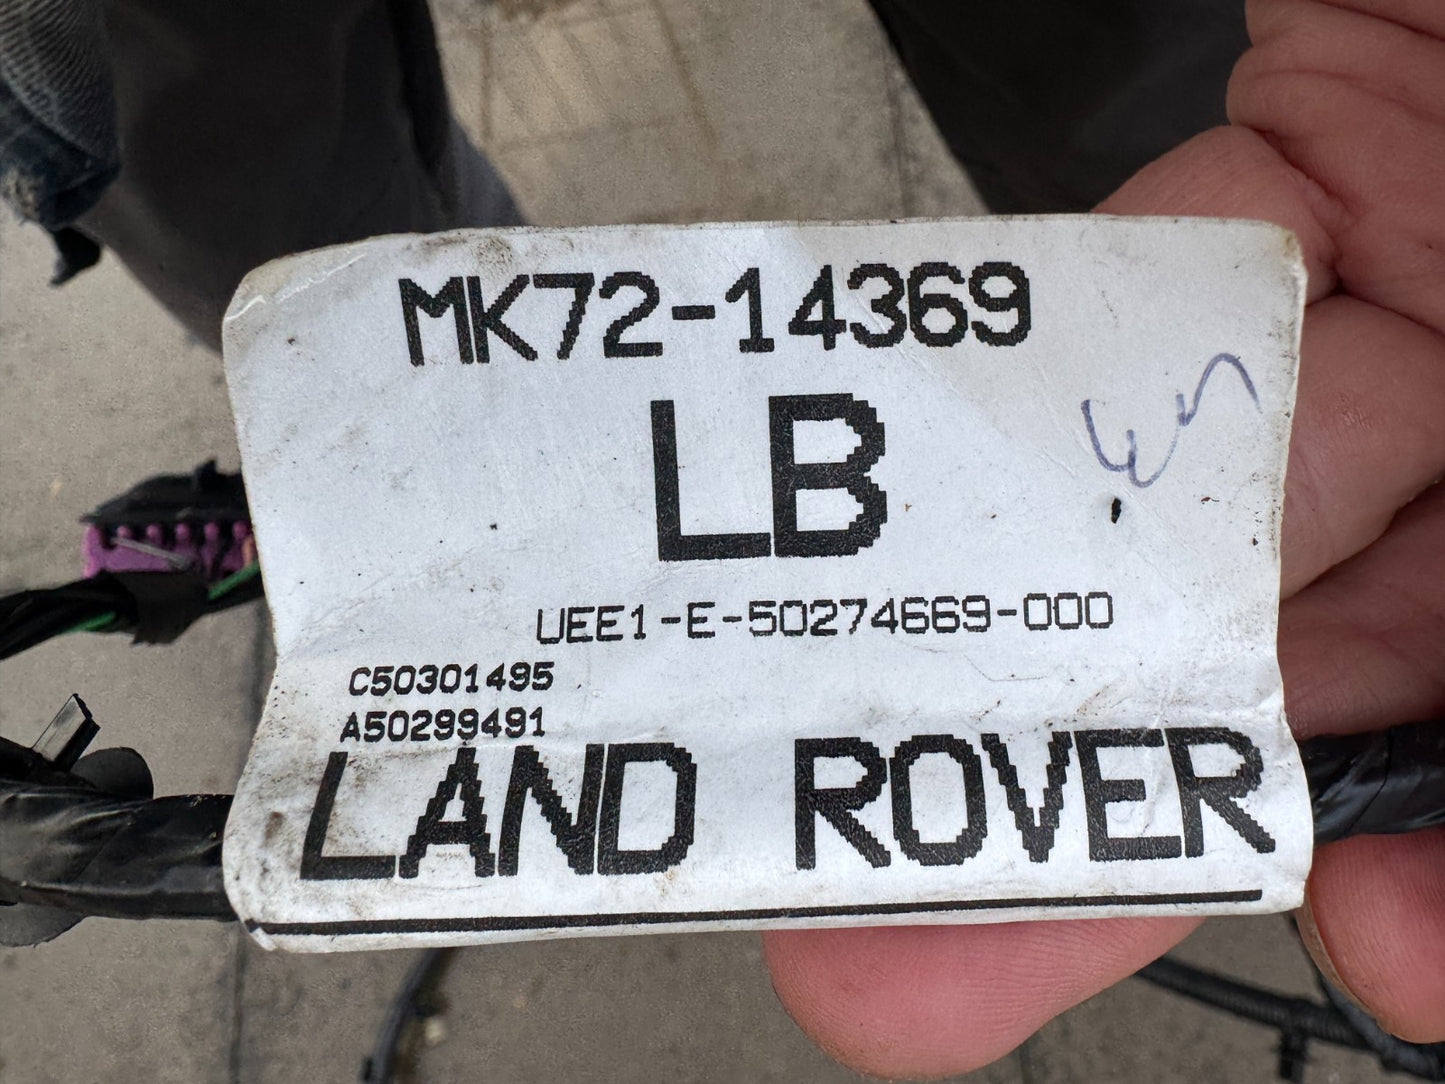 MK72-14369
LB
UEE1-E-50274669-000
C50301495
A50299491
LAND ROVER